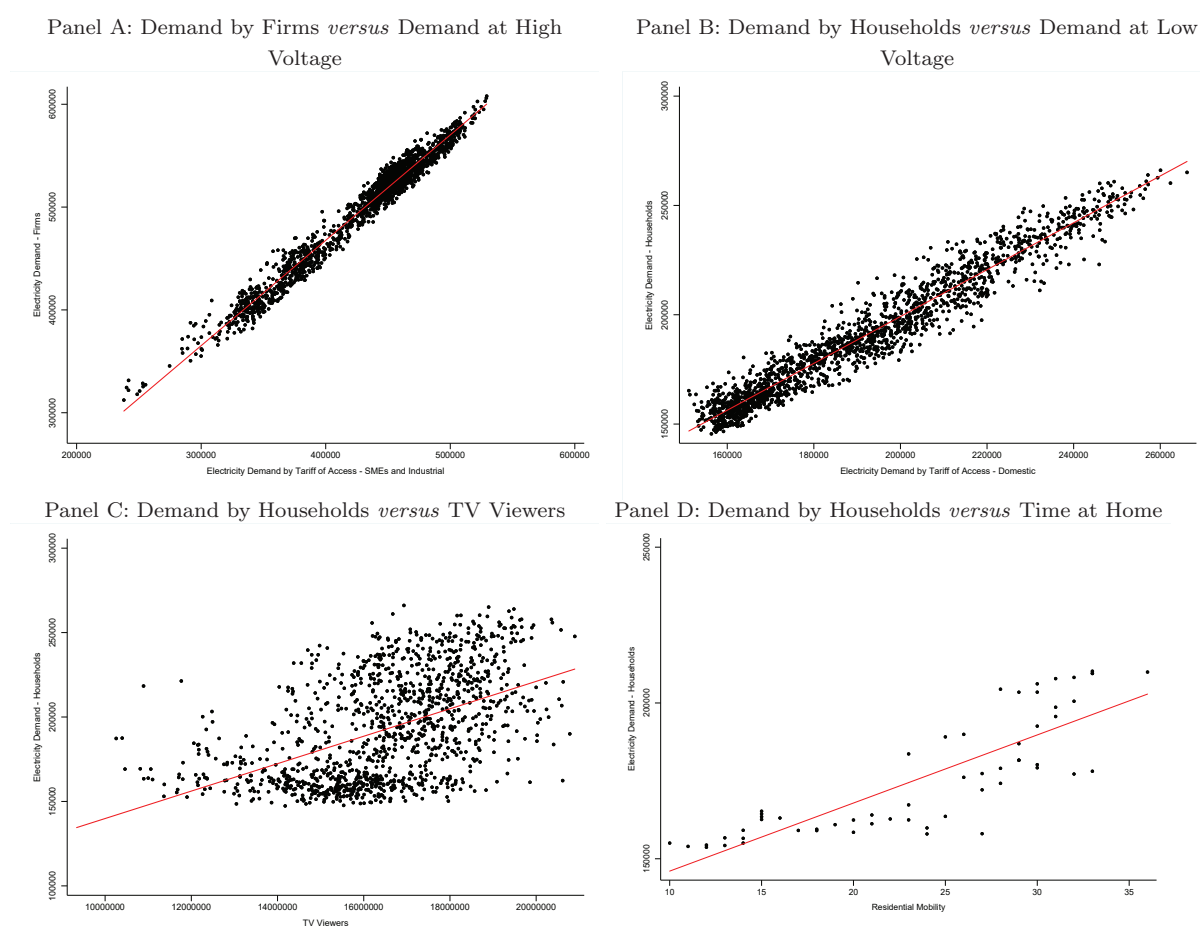 Panel A: Demand by Firms versus Demand at High
Voltage
600000
500000
400000
300000
Electricity Demand - Firms
200000 300000 400000 500000 600000
Electricity Demand by Tariff of Access - SMEs and Industrial
Panel B: Demand by Households versus Demand at Low
Voltage
300000
250000
200000
150000
Electricity Demand - Households
160000 180000 200000 220000 240000 260000
Electricity Demand by Tariff of Access - Domestic
Panel C: Demand by Households versus TV Viewers
300000
250000
200000
150000
100000
Electricity Demand - Households
10000000 12000000 14000000 16000000 18000000 20000000
TV Viewers
Panel D: Demand by Households versus Time at Home
250000
200000
150000
Electricity Demand - Households
10 15 20 25 30 35
Residential Mobility